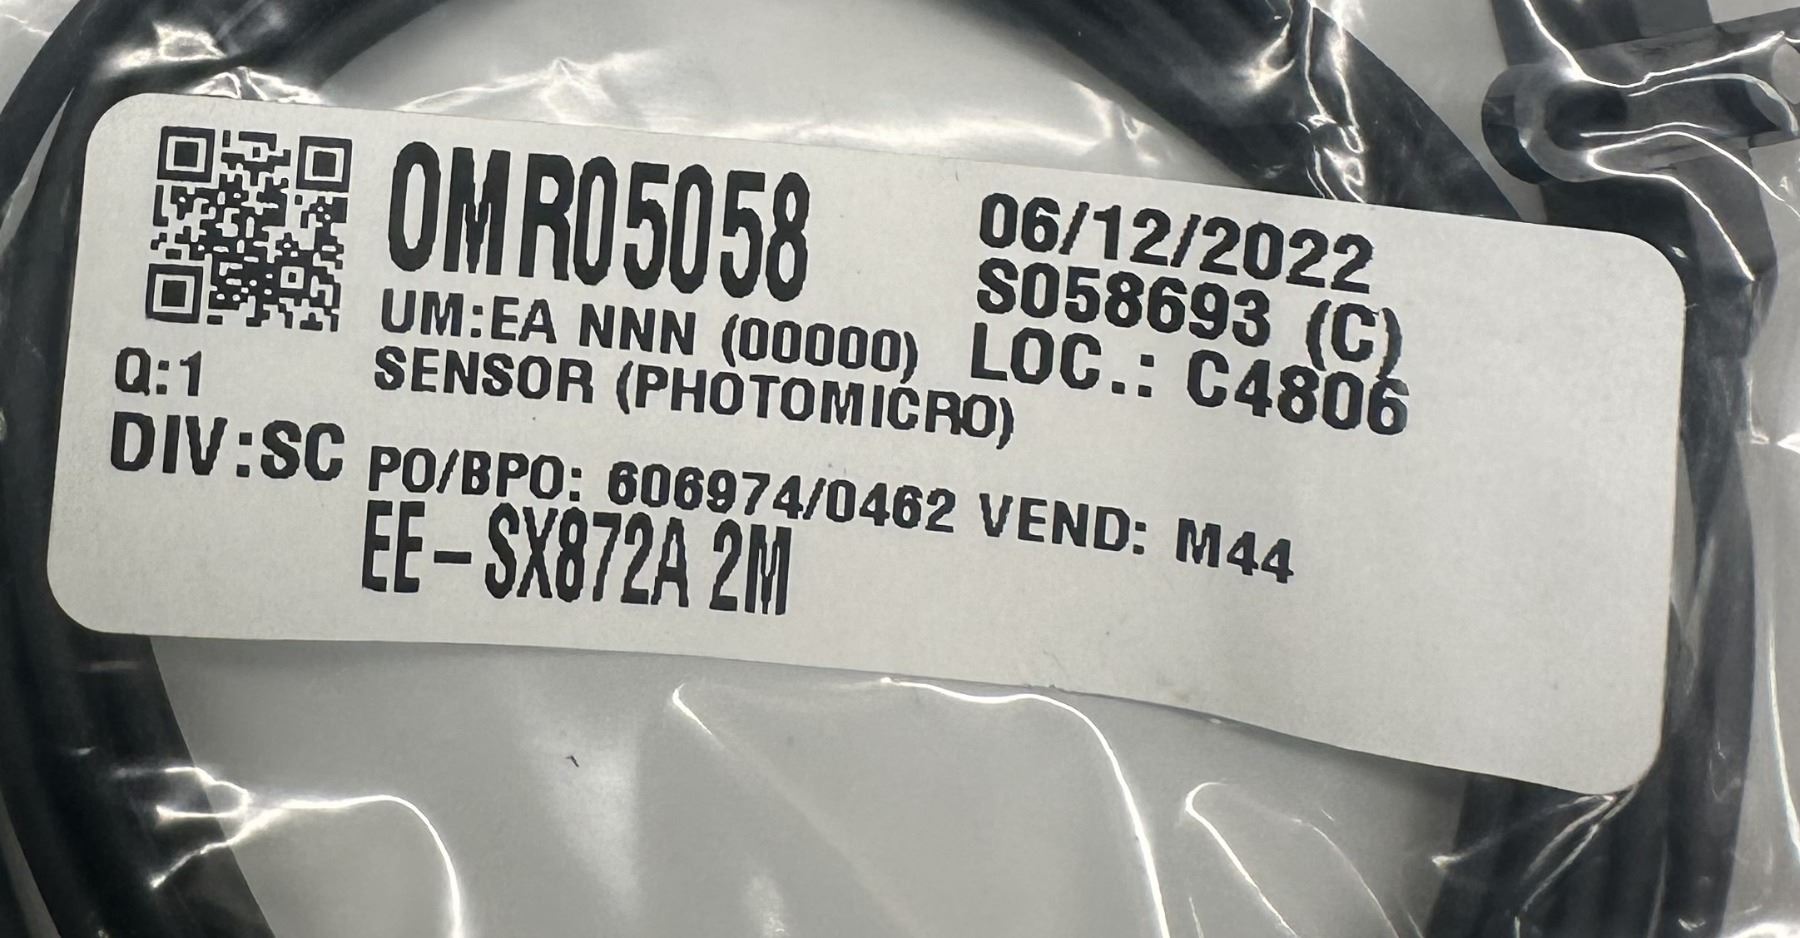 OMR05058
06/12/2022
S058693 (C)
UM:EA NNN (00000)
LOC.: C4806
Q:1
SENSOR (PHOTOMICRO)
DIV:SC
PO/BPO: 606974/0462 VEND: M44
EE-SX872A 2M